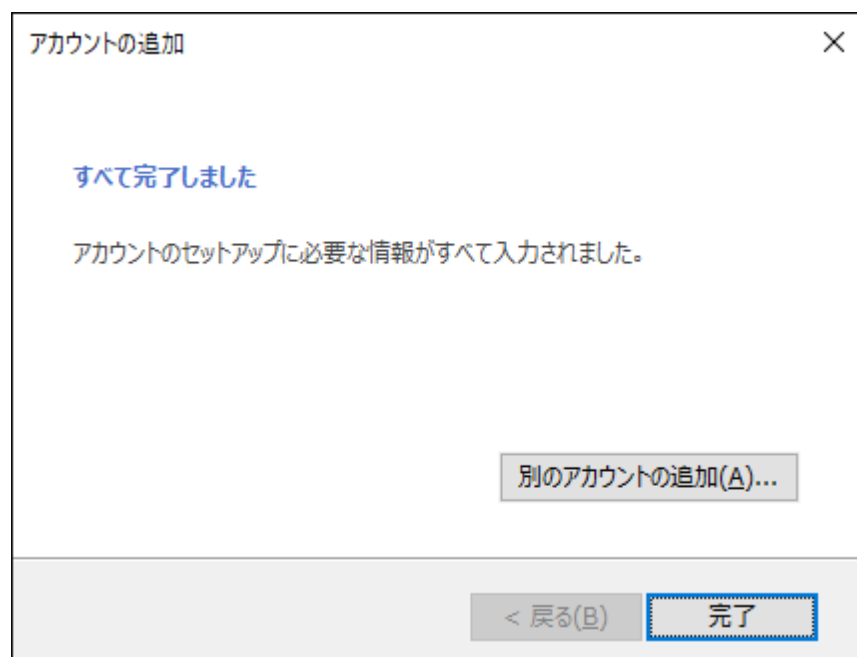 アカウントの追加
すべて完了しました
アカウントのセットアップに必要な情報がすべて入力されました。
別のアカウントの追加(A)...
< 戻る(B)
完了